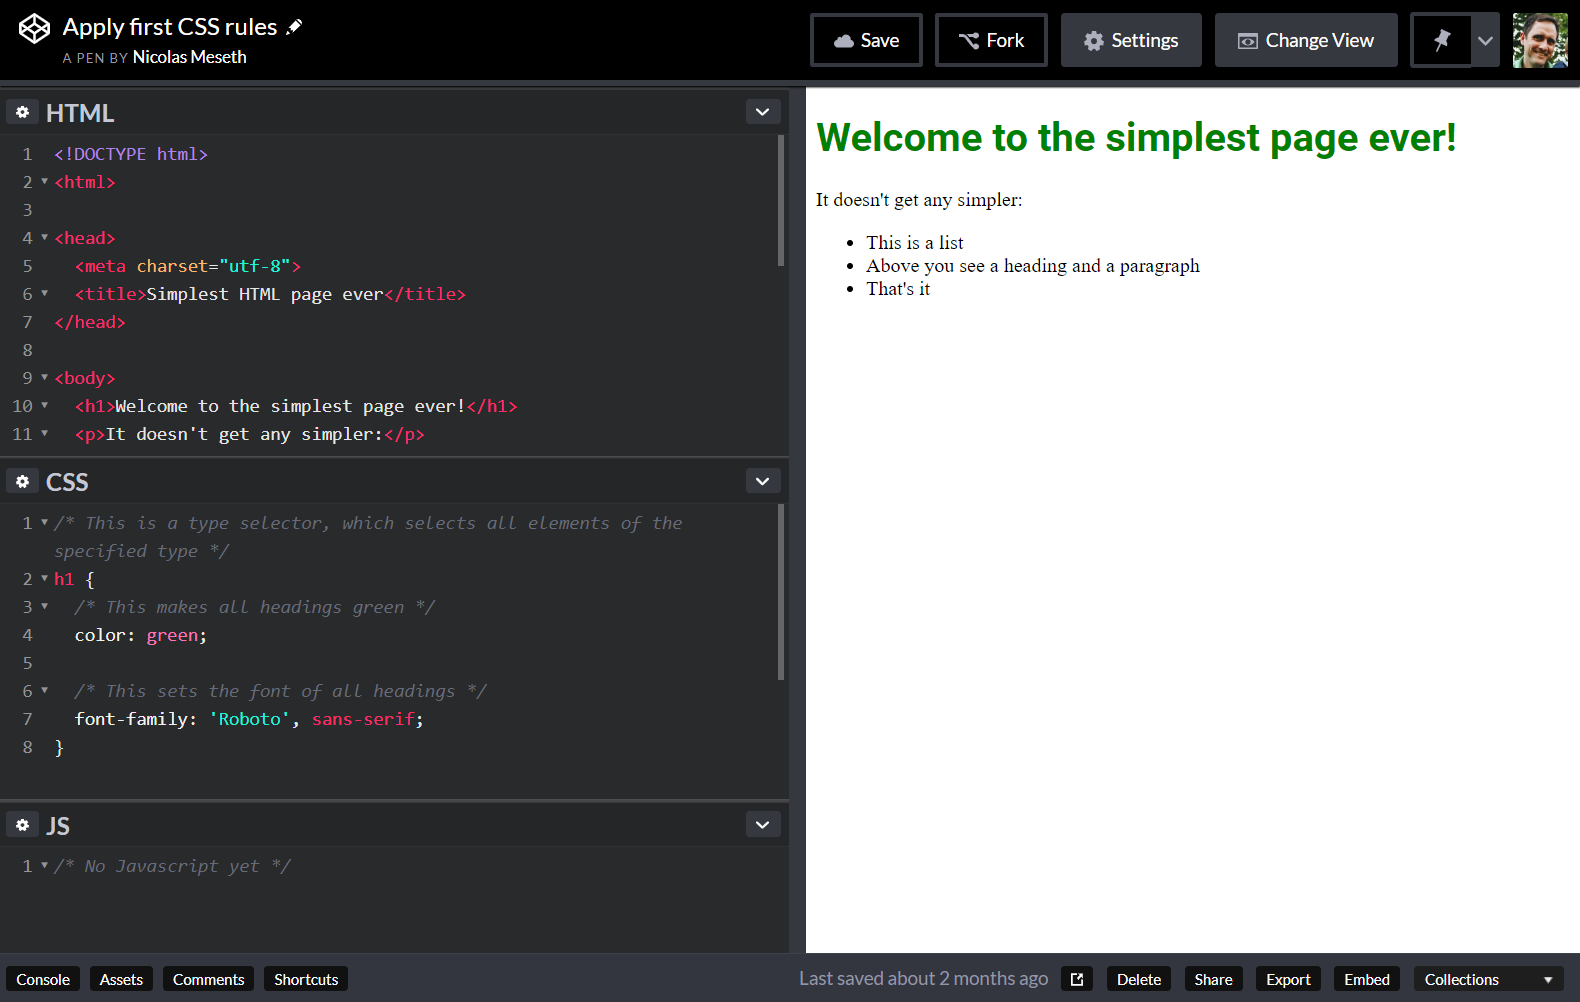 Apply first CSS rules
A PEN BY Nicolas Meseth
Save
Fork
Settings
Change View
HTML
1 <!DOCTYPE html>
2 <html>
3
4 <head>
5 <meta charset="utf-8">
6 <title>Simplest HTML page ever</title>
7 </head>
8
9 <body>
10 <h1>Welcome to the simplest page ever!</h1>
11 <p>It doesn't get any simpler:</p>
CSS
1 /* This is a type selector, which selects all elements of the
specified type */
2 h1 {
3 /* This makes all headings green */
4 color: green;
5
6 /* This sets the font of all headings */
7 font-family: 'Roboto', sans-serif;
8 }
JS
1 /* No Javascript yet */
Welcome to the simplest page ever!
It doesn't get any simpler:
• This is a list
• Above you see a heading and a paragraph
• That's it
Console
Assets
Comments
Shortcuts
Last saved about 2 months ago
Delete
Share
Export
Embed
Collections